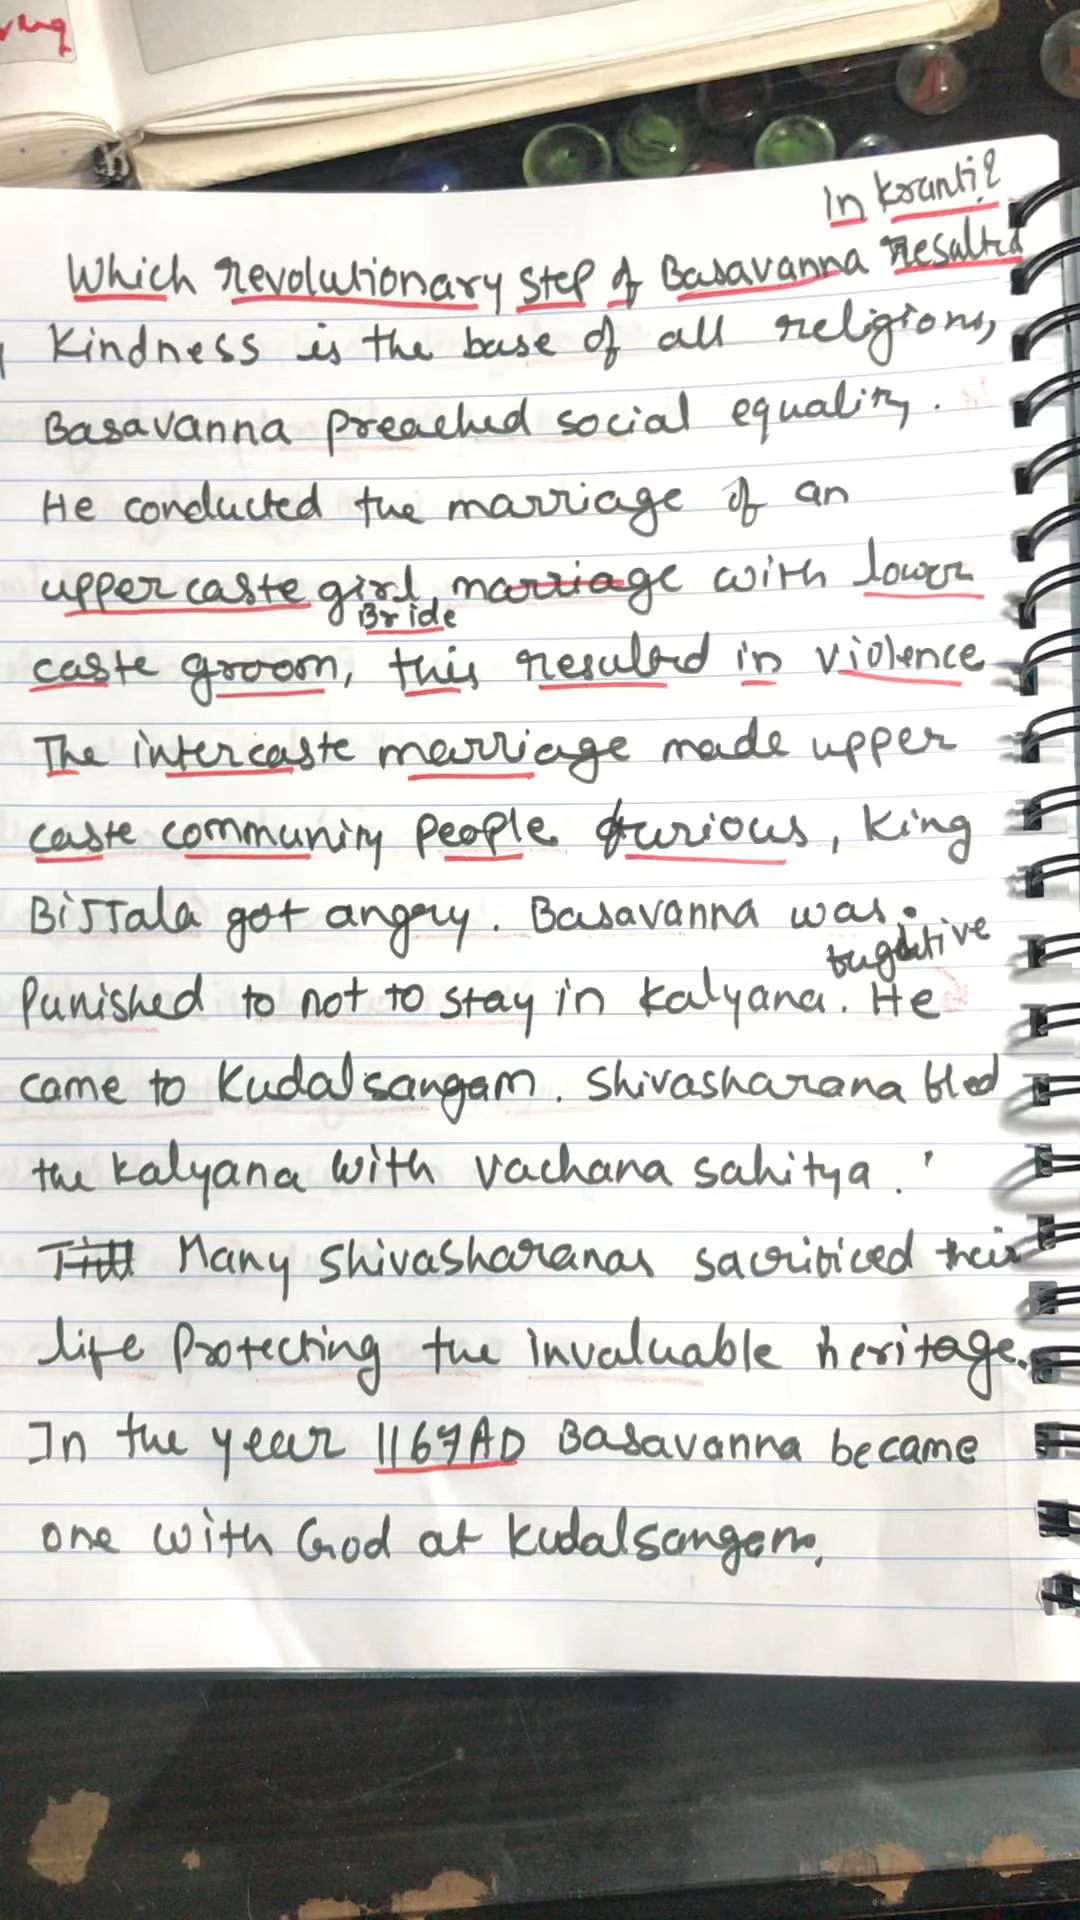 in Kranti?
Which revolutionary step of Basavanna resulted
Kindness is the base of all religions,
Basavanna preached social equality.
He conducted the marriage of an
upper caste girl, marriage with lower
Bride
caste groom, this resulted in violence
The intercaste marriage made upper
caste community people furious, King
BiJJala got angry. Basavanna was
fugitive
Punished to not to stay in Kalyana. He
came to Kudalsangam. Shivasharana fled
the Kalyana with vachana sahitya.
Many Shivasharanas sacrificed their
life Protecting the invaluable heritage.
In the year 1167AD Basavanna became
one with God at Kudalsangam.